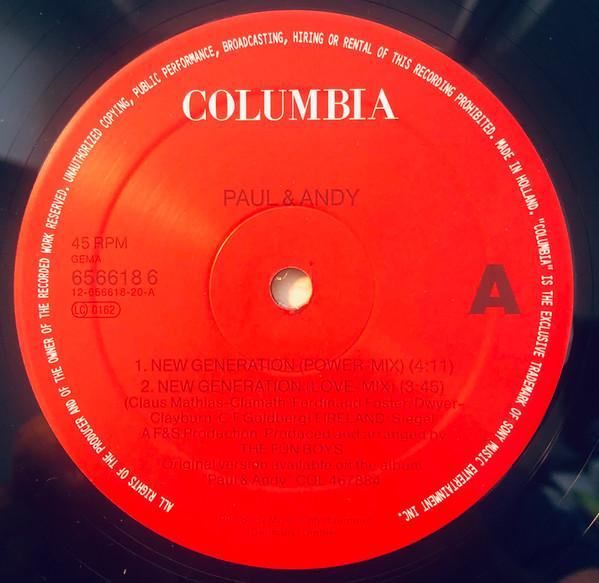 ALL RIGHTS OF THE PRODUCER AND OF THE OWNER OF THE RECORDED WORK RESERVED. UNAUTHORIZED COPYING, PUBLIC PERFORMANCE, BROADCASTING, HIRING OR RENTAL OF THIS RECORDING PROHIBITED. MADE IN HOLLAND. "COLUMBIA" IS THE EXCLUSIVE TRADEMARK OF SONY MUSIC ENTERTAINMENT INC.
COLUMBIA
PAUL & ANDY
45 RPM
GEMA
656618 6
12-656618-20-A
LC 0162
A
1. NEW GENERATION (POWER-MIX) (4:11)
2. NEW GENERATION (LOVE-MIX) (3:45)
(Claus Mathias-Clamath/Ferdinand Foster/Dwyer-
Clayburn/C.F. Goldberg/FIRELAND/Siegel
A F&S Production. Produced and arranged by
THE FUN BOYS
Original version available on the album
Paul & Andy COL 467884